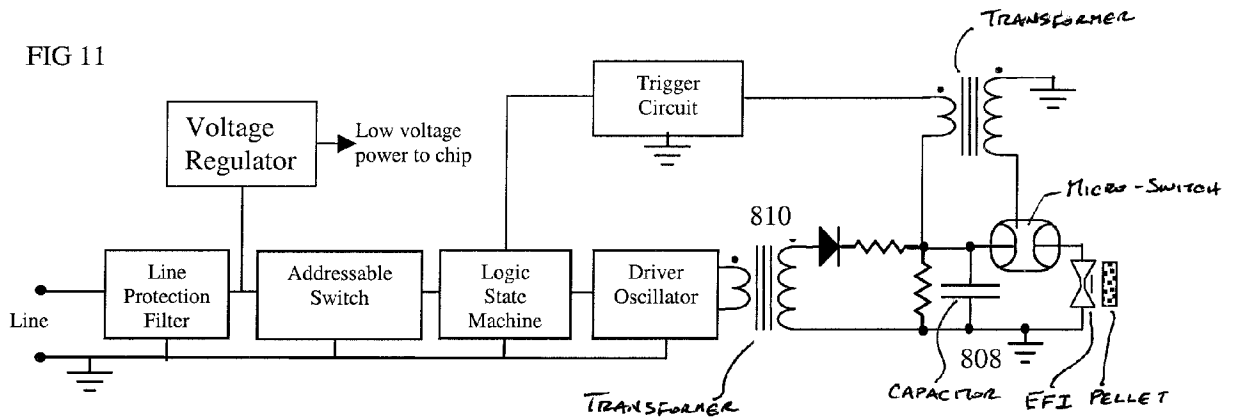 TRANSFORMER
FIG 11
Trigger
Circuit
Voltage
Regulator
Low voltage
power to chip
MICRO-SWITCH
810
Line
Protection
Filter
Addressable
Switch
Logic
State
Machine
Driver
Oscillator
Line
808
CAPACITOR
EFI PELLET
TRANSFORMER